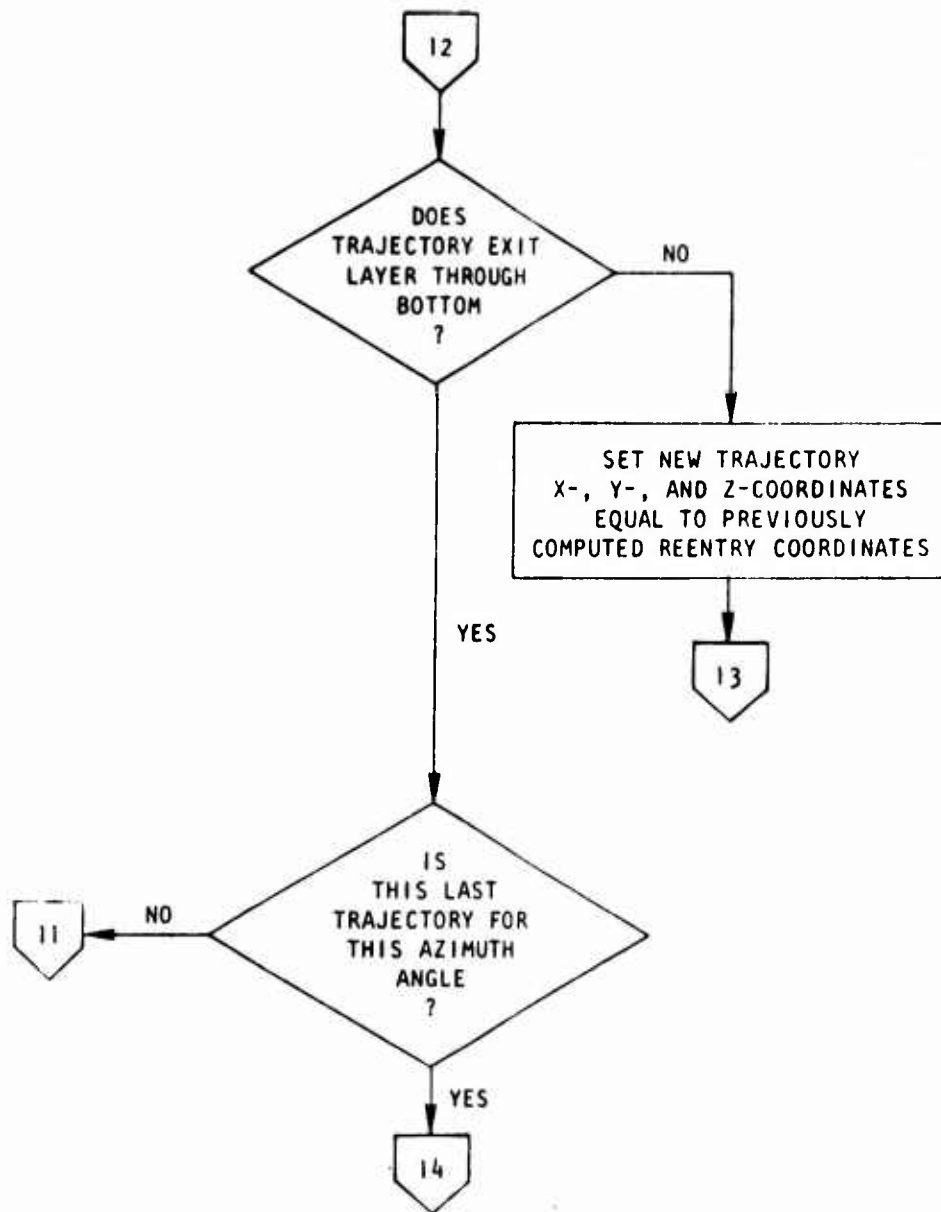 12
DOES
TRAJECTORY EXIT
LAYER THROUGH
BOTTOM
?
NO
SET NEW TRAJECTORY
X-, Y-, AND Z-COORDINATES
EQUAL TO PREVIOUSLY
COMPUTED REENTRY COORDINATES
YES
13
IS
THIS LAST
TRAJECTORY FOR
THIS AZIMUTH
ANGLE
?
NO
11
YES
14